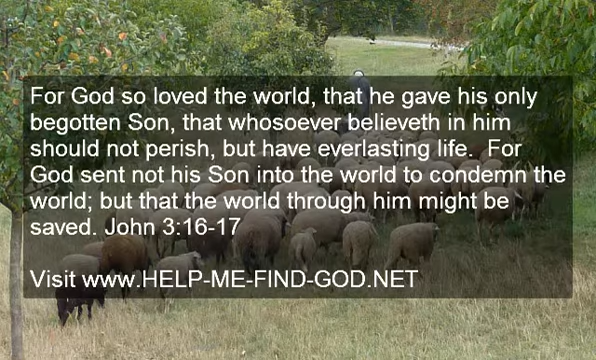 For God so loved the world, that he gave his only
begotten Son, that whosoever believeth in him
should not perish, but have everlasting life.  For
God sent not his Son into the world to condemn the
world; but that the world through him might be
saved. John 3:16-17
Visit www.HELP-ME-FIND-GOD.NET